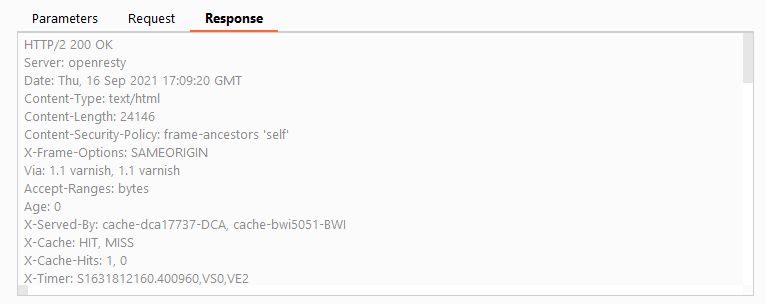 Parameters Request Response
HTTP/2 200 OK
Server: openresty
Date: Thu, 16 Sep 2021 17:09:20 GMT
Content-Type: text/html
Content-Length: 24146
Content-Security-Policy: frame-ancestors 'self'
X-Frame-Options: SAMEORIGIN
Via: 1.1 varnish, 1.1 varnish
Accept-Ranges: bytes
Age: 0
X-Served-By: cache-dca17737-DCA, cache-bwi5051-BWI
X-Cache: HIT, MISS
X-Cache-Hits: 1, 0
X-Timer: S1631812160.400960,VS0,VE2